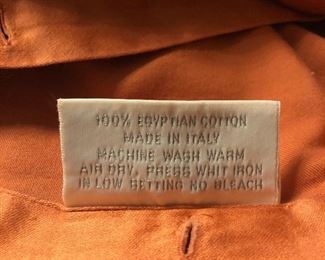 100% EGYPTIAN COTTON
MADE IN ITALY
MACHINE WASH WARM
AIR DRY. PRESS WHIT IRON
IN LOW SETTING NO BLEACH